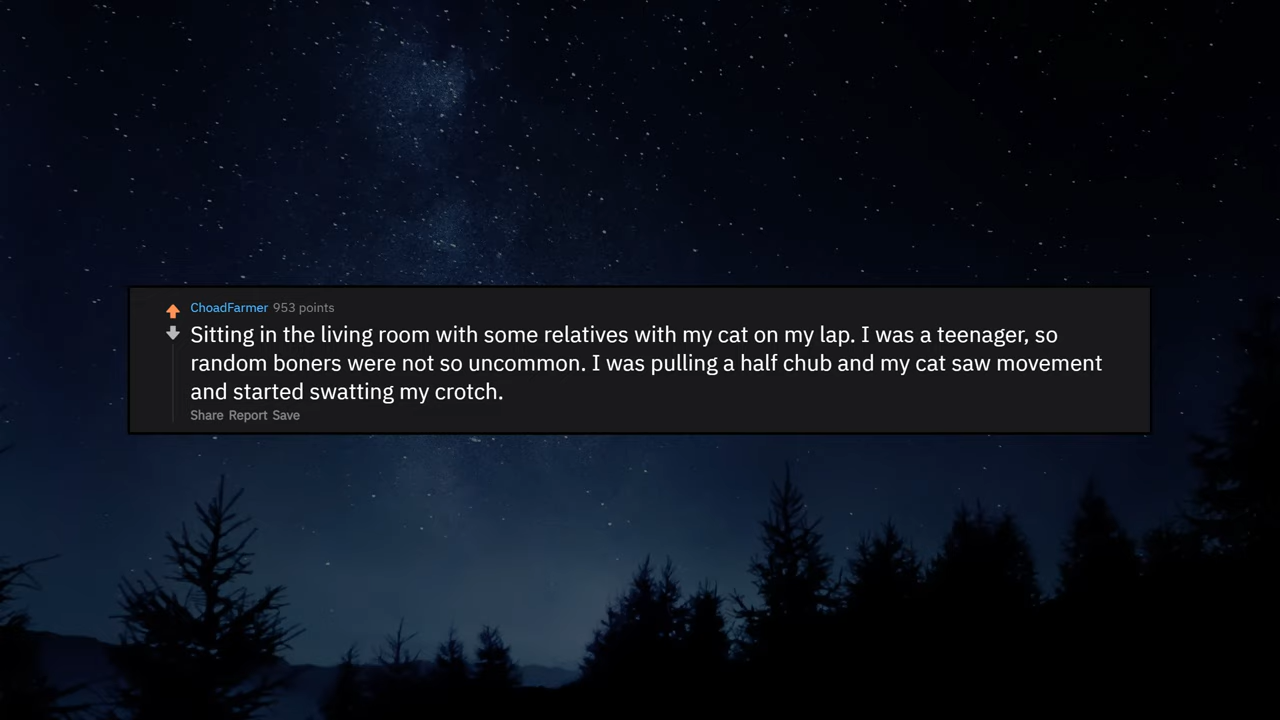 ChoadFarmer 953 points
Sitting in the living room with some relatives with my cat on my lap. I was a teenager, so
random boners were not so uncommon. I was pulling a half chub and my cat saw movement
and started swatting my crotch.
Share Report Save